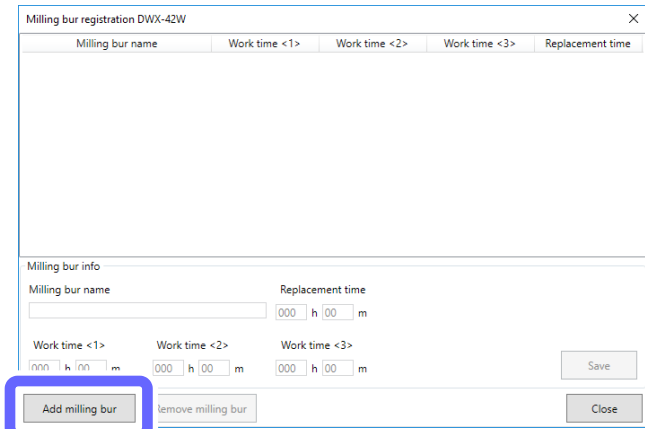 Milling bur registration DWX-42W
Milling bur name Work time <1> Work time <2> Work time <3> Replacement time
Milling bur info
Milling bur name Replacement time
000 h 00 m
Work time <1> Work time <2> Work time <3>
000 h 00 m 000 h 00 m 000 h 00 m
Save
Add milling bur Remove milling bur Close